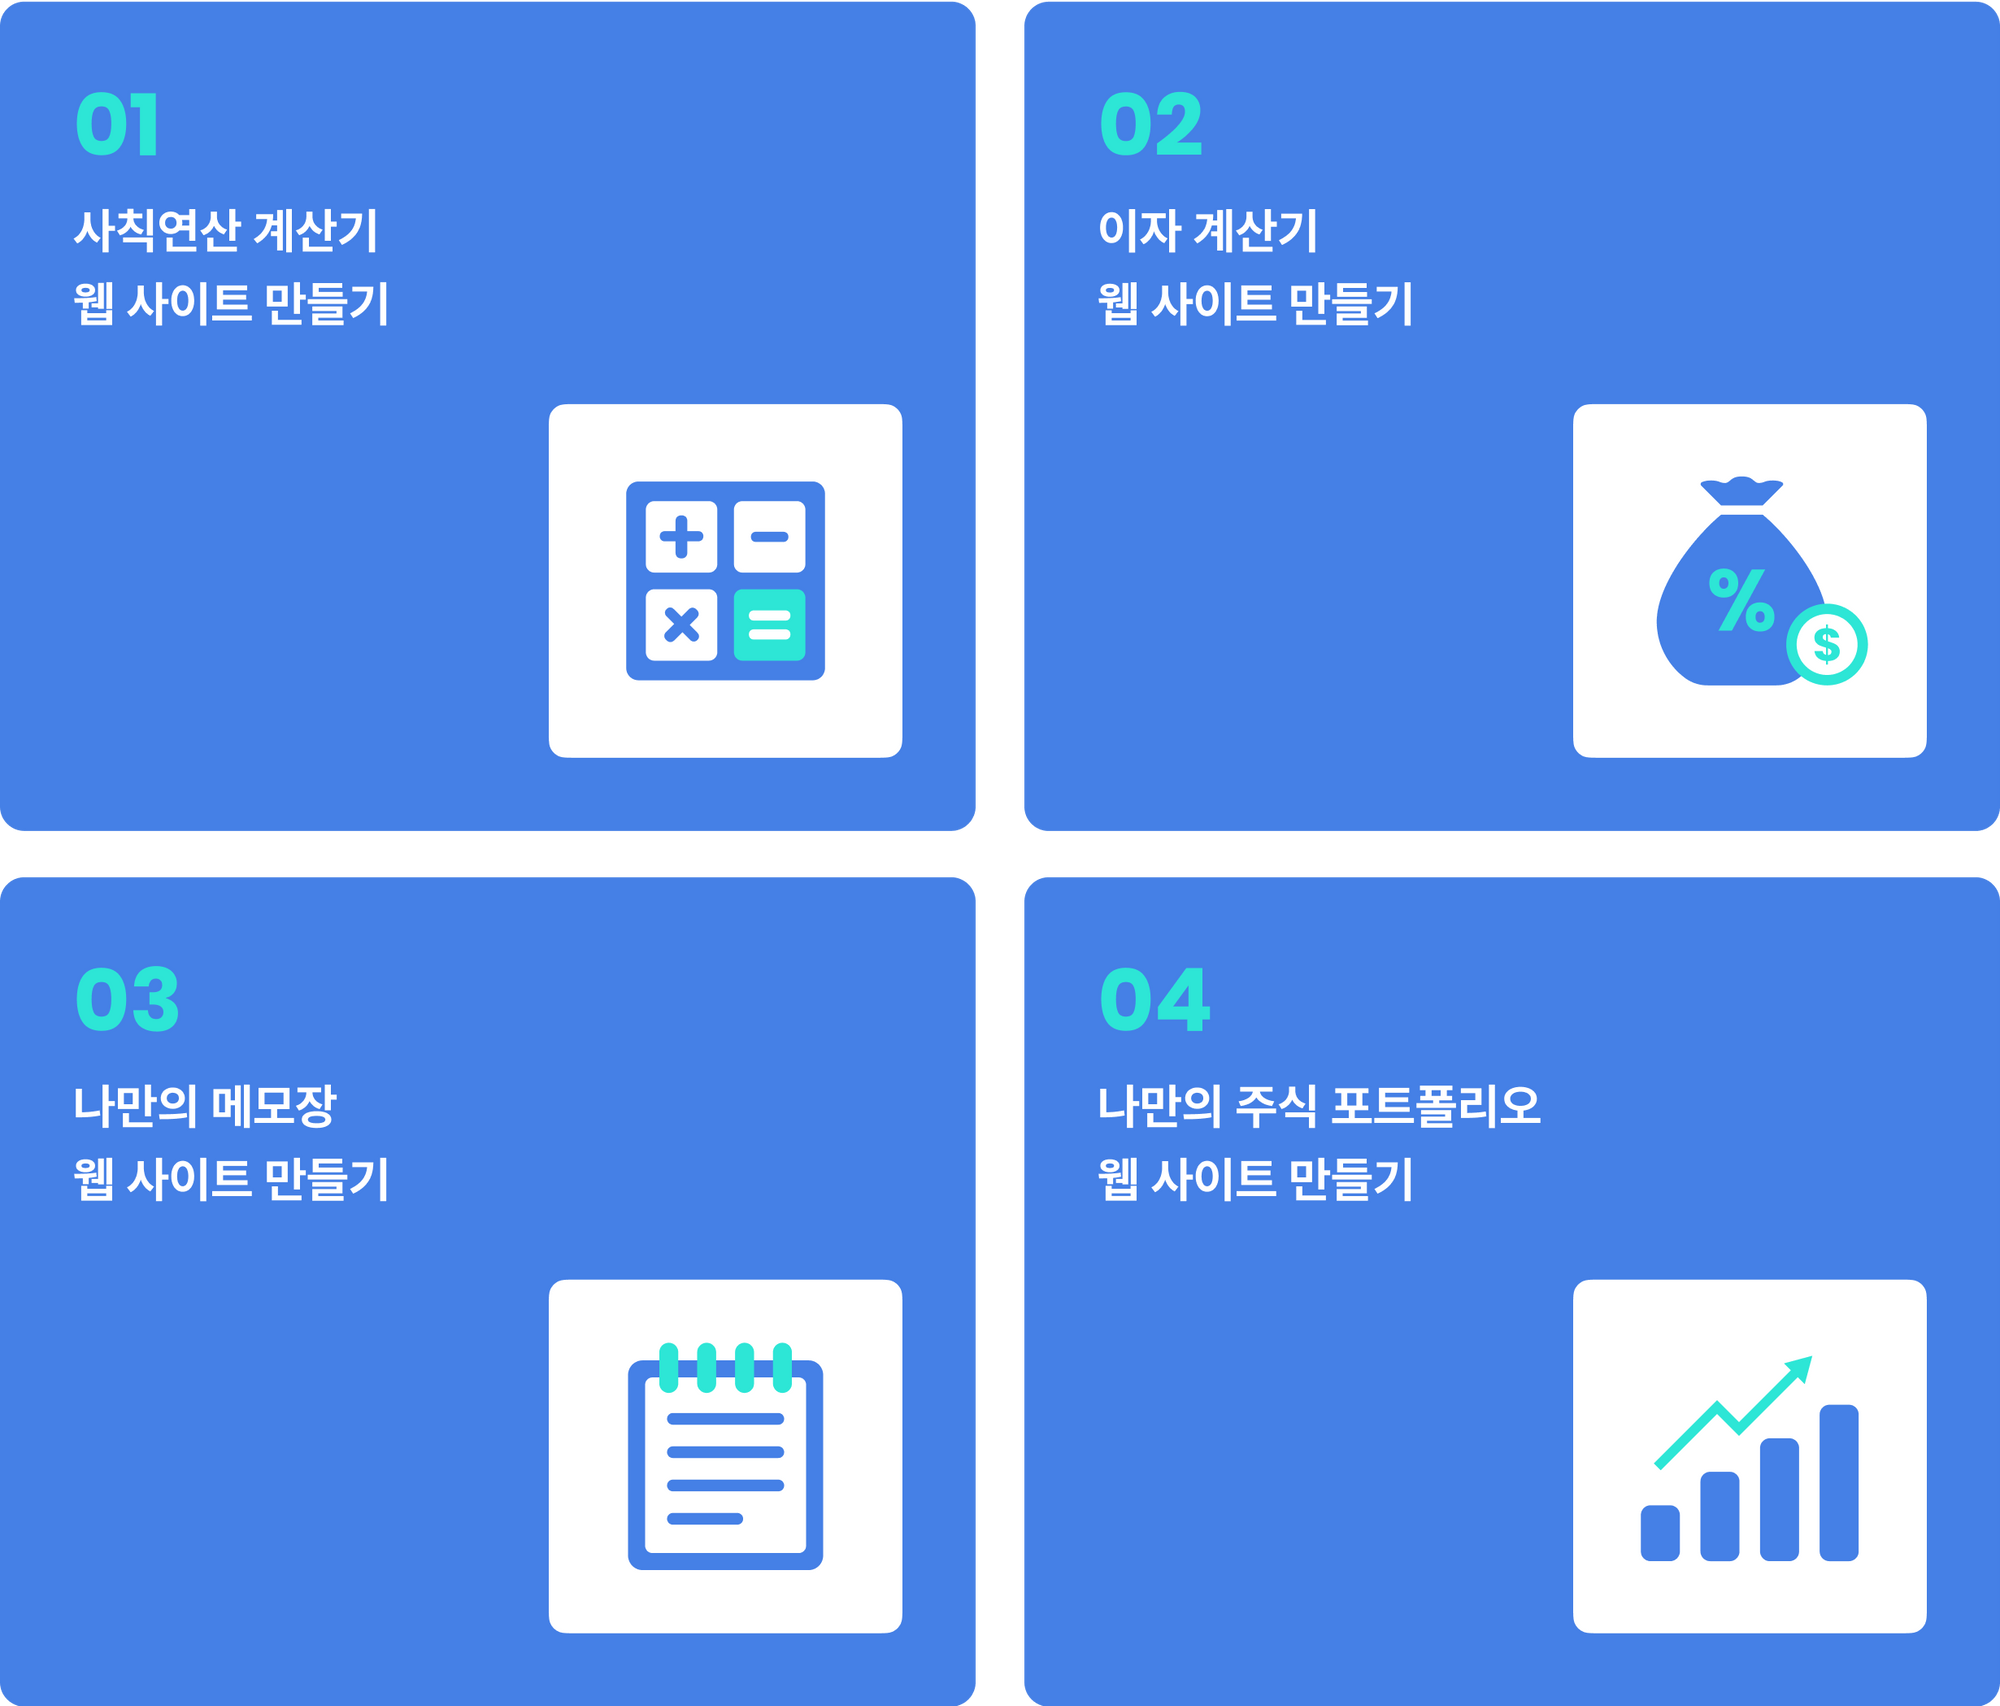 01
사칙연산 계산기
웹 사이트 만들기
02
이자 계산기
웹 사이트 만들기
%
$
03
나만의 메모장
웹 사이트 만들기
04
나만의 주식 포트폴리오
웹 사이트 만들기